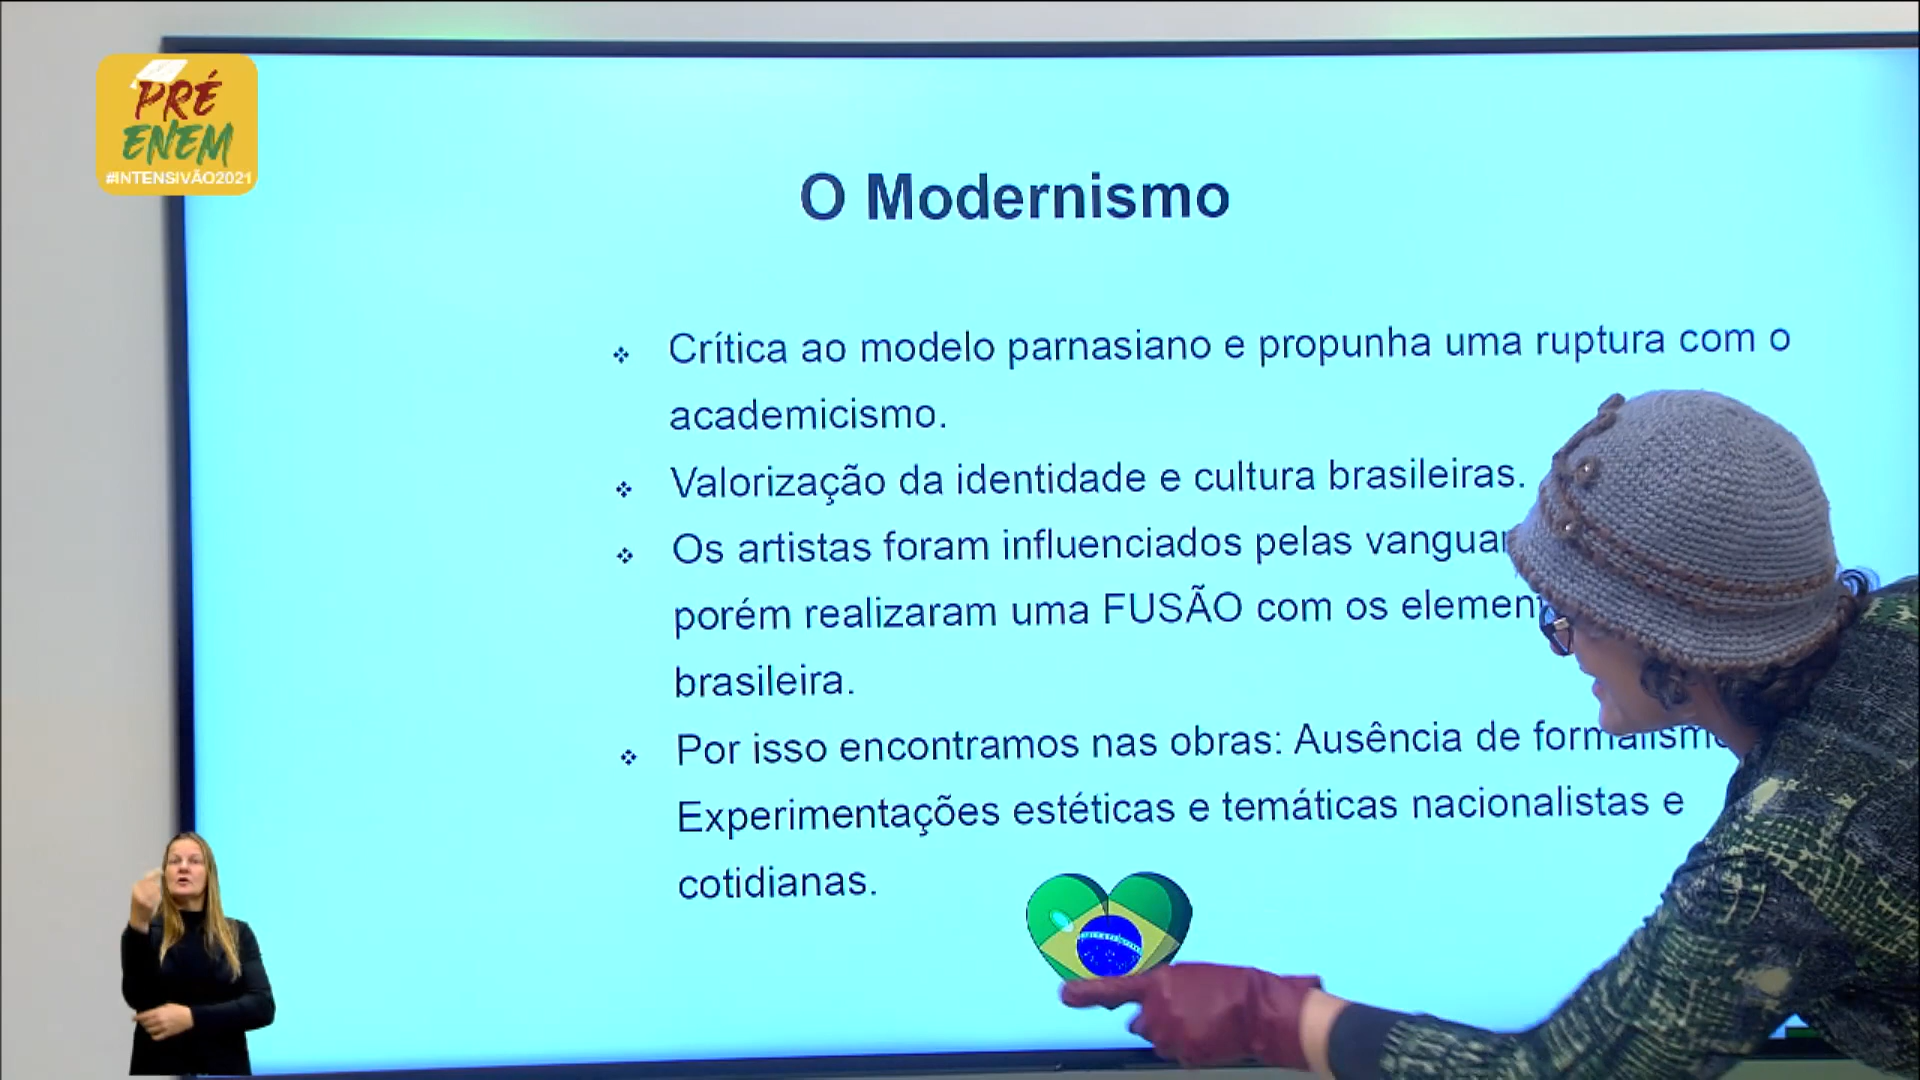 PRÉ
ENEM
#INTENSIVÃO2021
O Modernismo
Crítica ao modelo parnasiano e propunha uma ruptura com o
academicismo.
Valorização da identidade e cultura brasileiras.
Os artistas foram influenciados pelas
porém realizaram uma FUSÃO com os
brasileira.
Por isso encontramos nas obras: Ausência de formalismo
Experimentações estéticas e temáticas nacionalistas e
cotidianas.